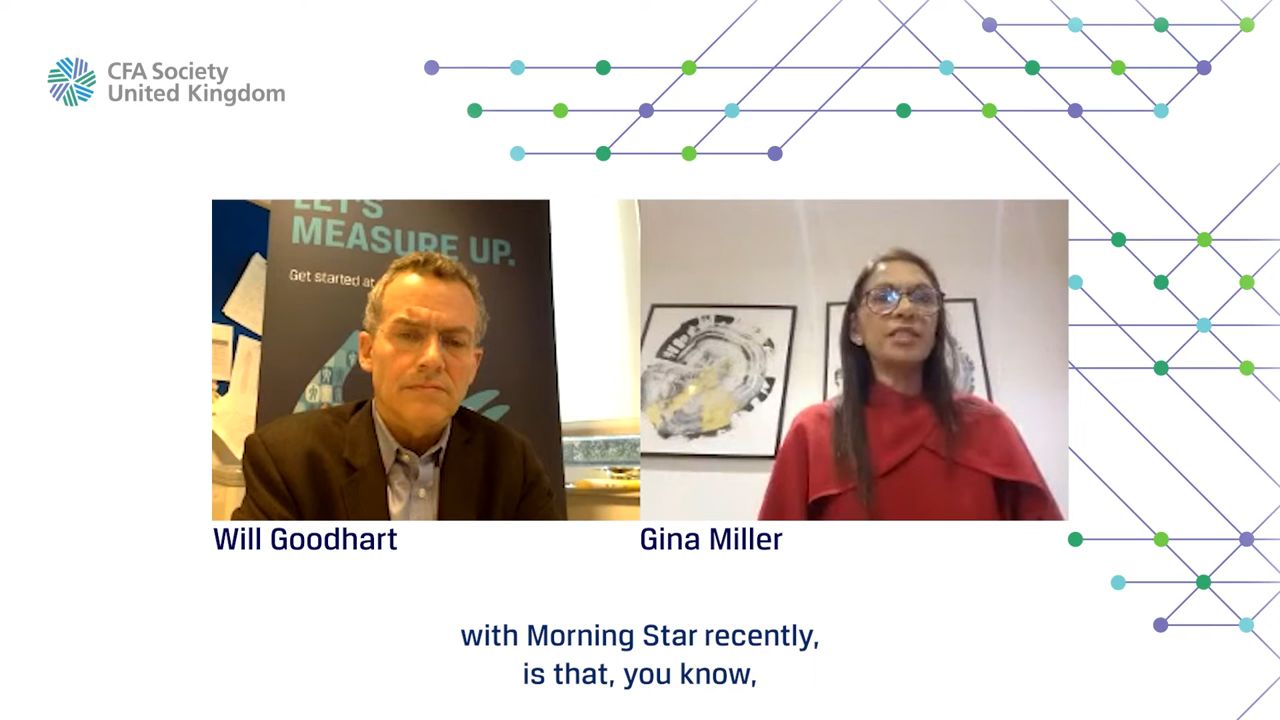 CFA Society
United Kingdom
LET'S
MEASURE UP.
Get started at
Will Goodhart
Gina Miller
with Morning Star recently,
is that, you know,